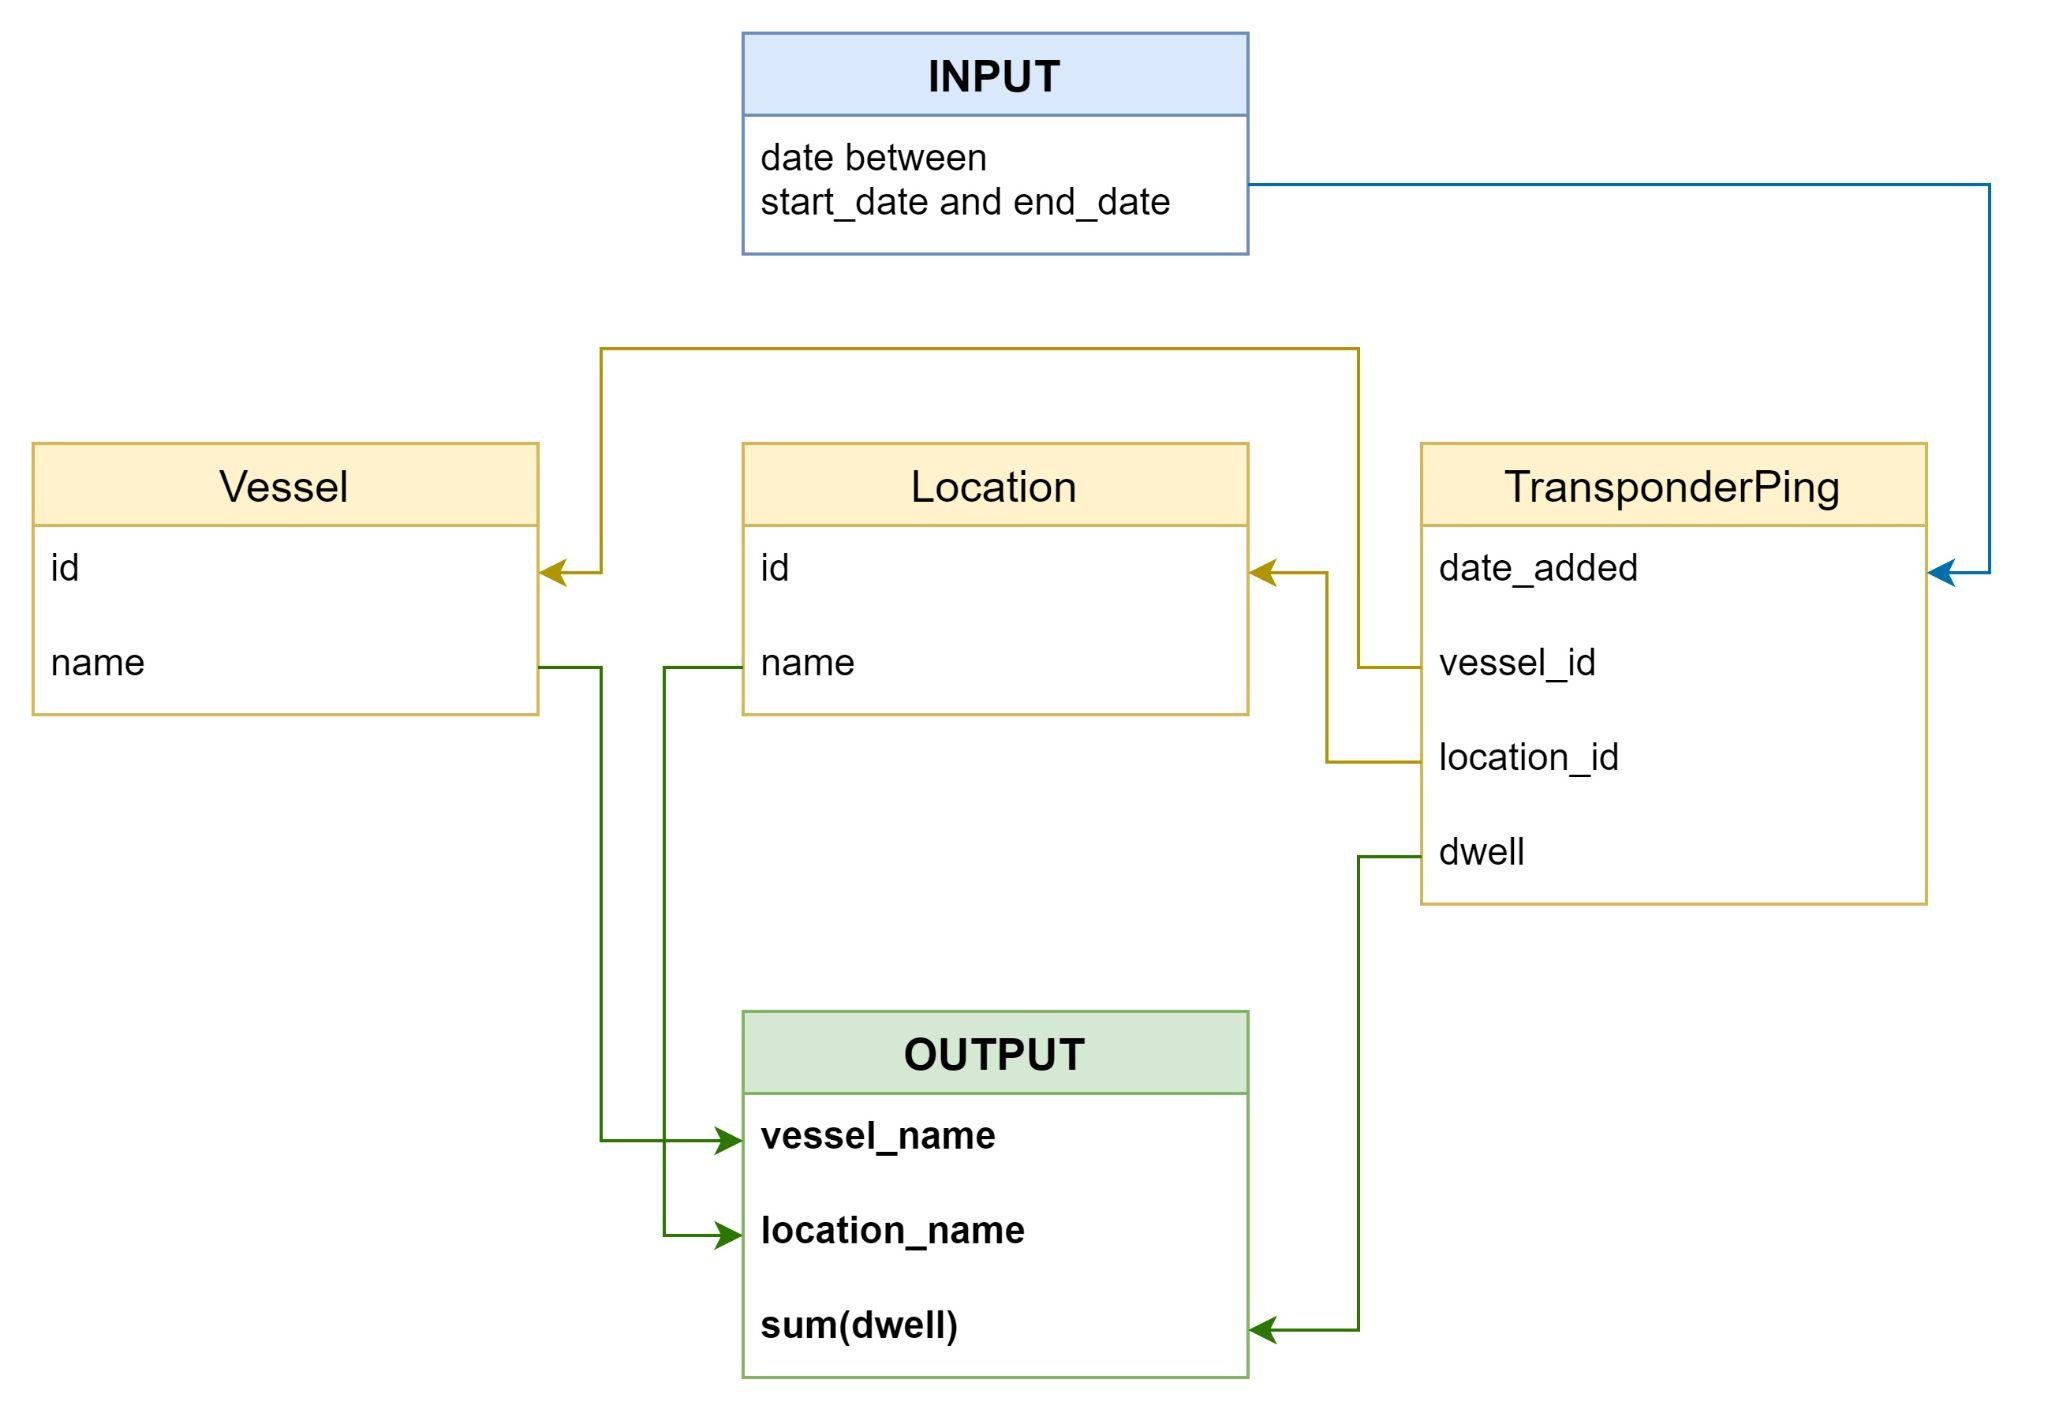 INPUT
date between
start_date and end_date
Vessel
id
name
Location
id
name
TransponderPing
date_added
vessel_id
location_id
dwell
OUTPUT
vessel_name
location_name
sum(dwell)